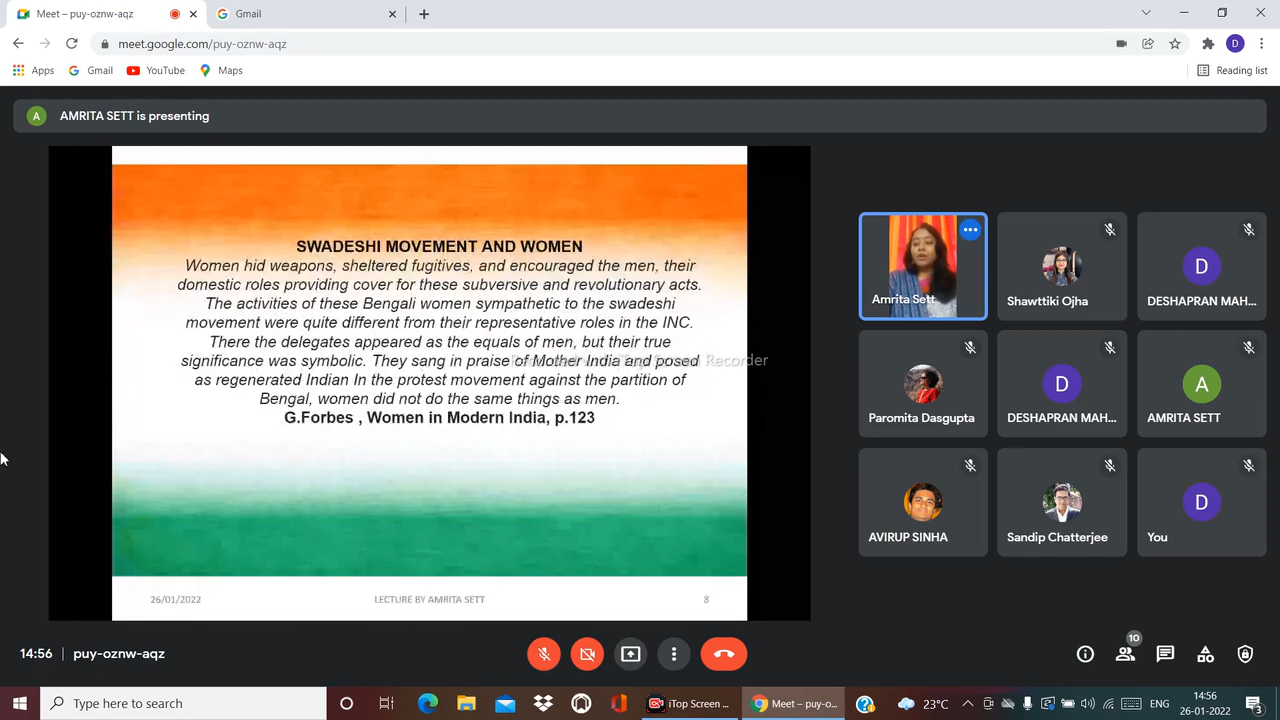 Meet – puy-oznw-aqz
Gmail
meet.google.com/puy-oznw-aqz
D
Apps
Gmail
YouTube
Maps
Reading list
A
AMRITA SETT is presenting
SWADESHI MOVEMENT AND WOMEN
Women hid weapons, sheltered fugitives, and encouraged the men, their
domestic roles providing cover for these subversive and revolutionary acts.
The activities of these Bengali women sympathetic to the swadeshi
movement were quite different from their representative roles in the INC.
There the delegates appeared as the equals of men, but their true
significance was symbolic. They sang in praise of Mother India and posed
as regenerated Indian In the protest movement against the partition of
Bengal, women did not do the same things as men.
G.Forbes , Women in Modern India, p.123
Screen Recorder
26/01/2022
LECTURE BY AMRITA SETT
8
Amrita Sett
Shawttiki Ojha
D
DESHAPRAN MAH...
Paromita Dasgupta
D
DESHAPRAN MAH...
A
AMRITA SETT
AVIRUP SINHA
Sandip Chatterjee
D
You
14:56
puy-oznw-aqz
10
Type here to search
iTop Screen ...
Meet – puy-o...
23°C
ENG
14:56
26-01-2022
3